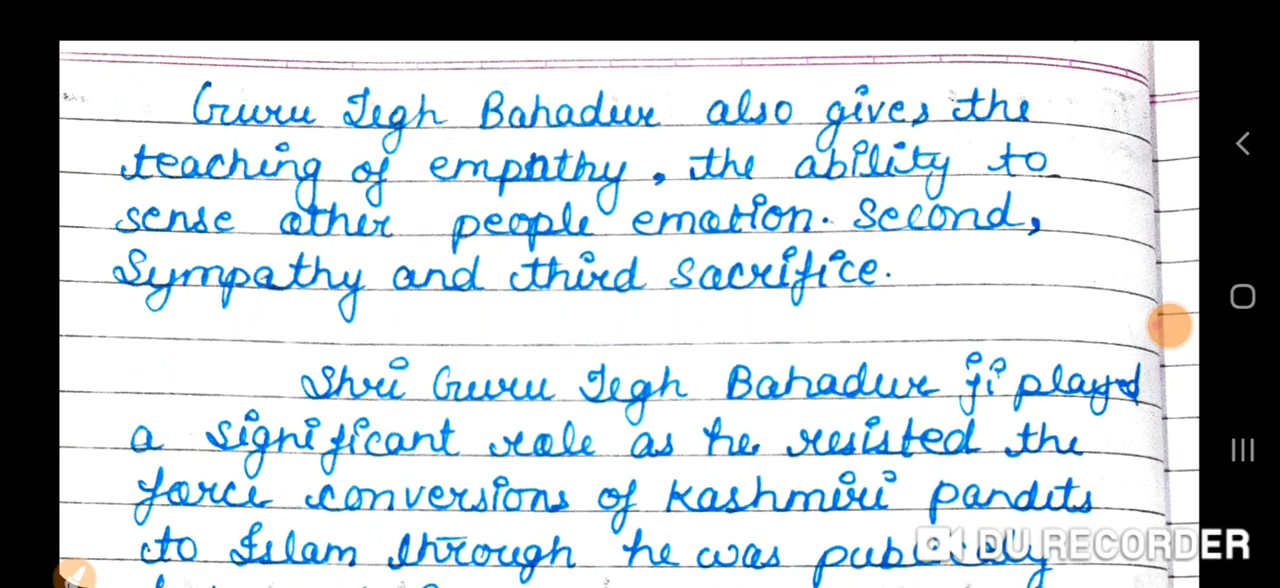 Guru Tegh Bahadur also gives the
teaching of empathy, the ability to
sense other people emotion. Second,
Sympathy and third Sacrifice.
Shri Guru Tegh Bahadur ji played
a significant role as he resisted the
force conversions of Kashmiri pandits
to Islam through he was publicly
DU RECORDER